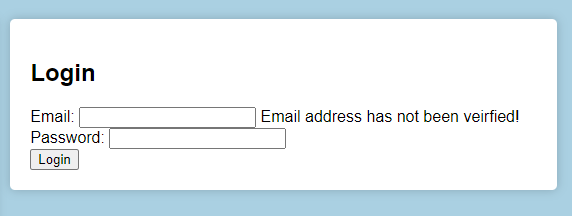 Login
Email: Email address has not been veirfied!
Password:
Login